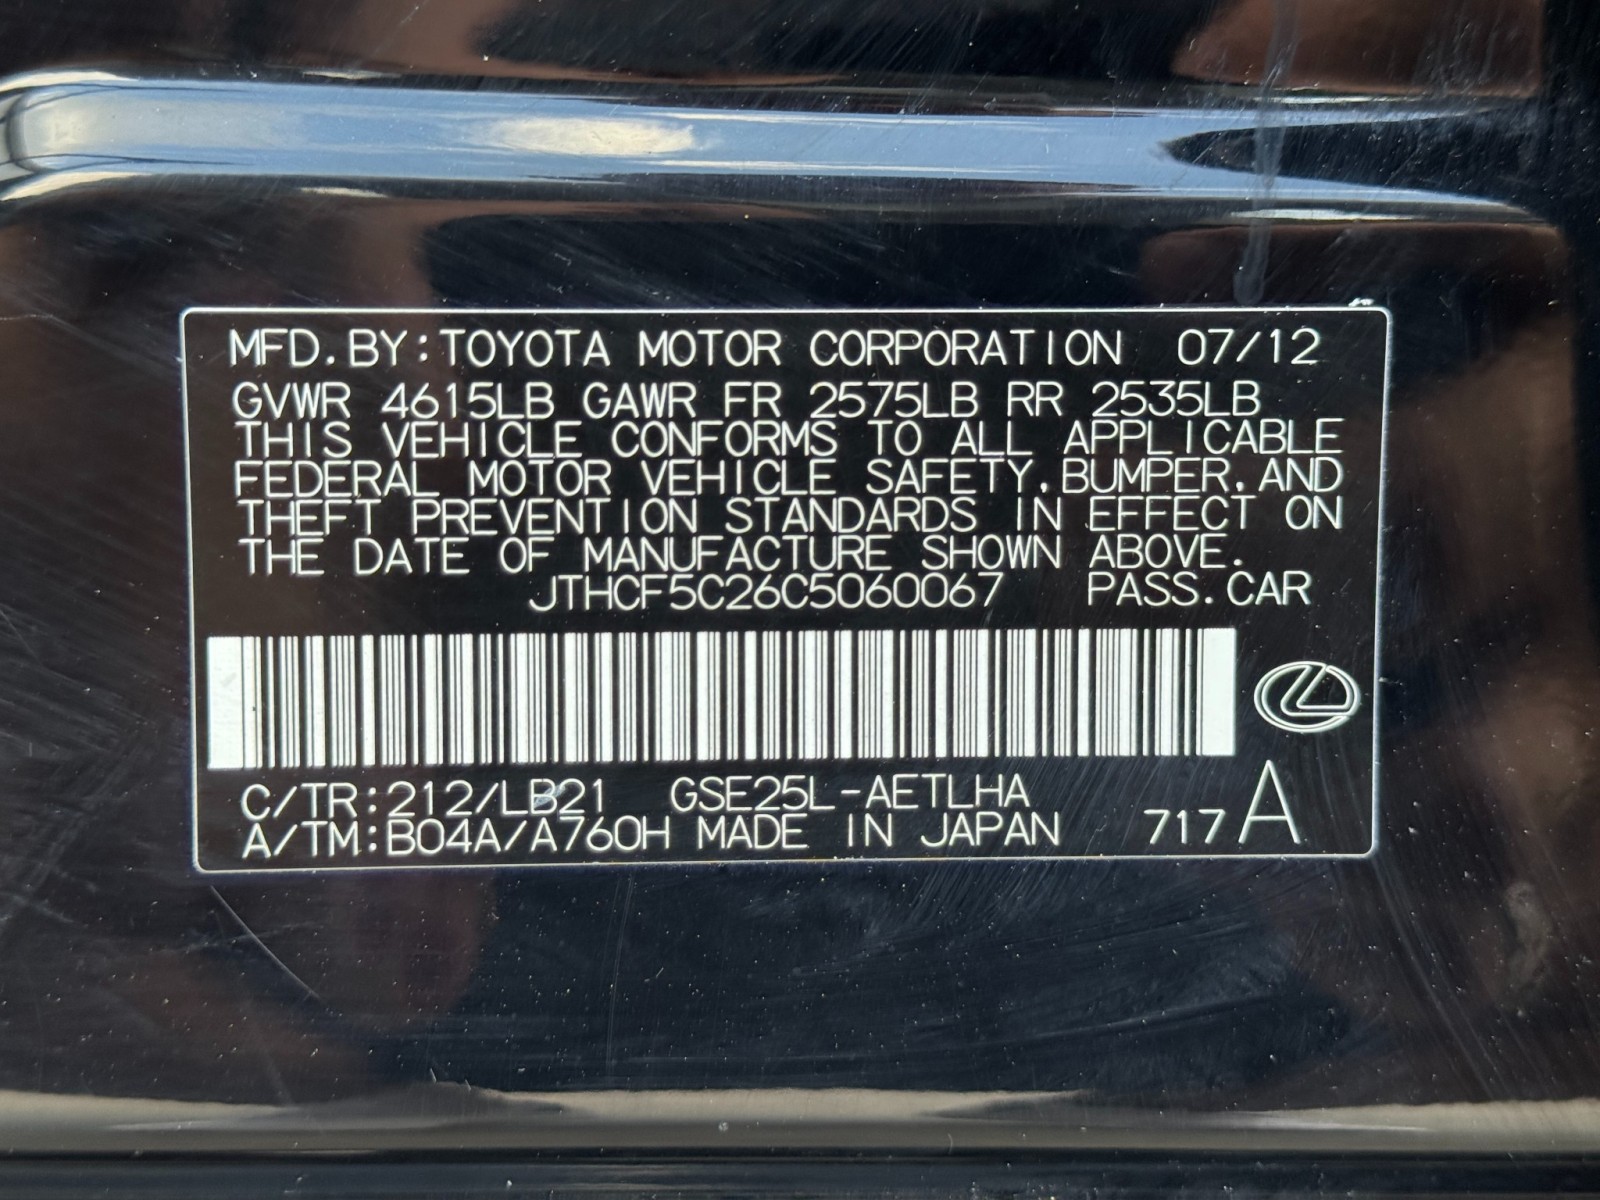 MFD.BY:TOYOTA MOTOR CORPORATION 07/12
GVWR 4615LB GAWR FR 2575LB RR 2535LB
THIS VEHICLE CONFORMS TO ALL APPLICABLE
FEDERAL MOTOR VEHICLE SAFETY,BUMPER,AND
THEFT PREVENTION STANDARDS IN EFFECT ON
THE DATE OF MANUFACTURE SHOWN ABOVE.
JTHCF5C26C5060067 PASS.CAR
C/TR:212/LB21 GSE25L-AETLHA
A/TM:B04A/A760H MADE IN JAPAN 717 A